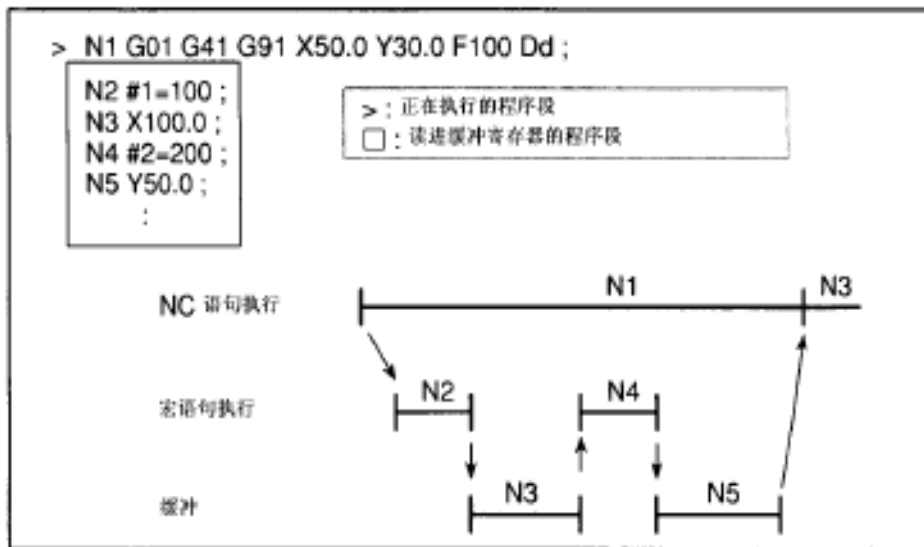 > N1 G01 G41 G91 X50.0 Y30.0 F100 Dd ;
N2 #1=100 ;
N3 X100.0 ;
N4 #2=200 ;
N5 Y50.0 ;
:
> : 正在执行的程序段
□ : 读进缓冲寄存器的程序段
NC 语句执行
N1
N3
宏语句执行
N2
N4
缓冲
N3
N5